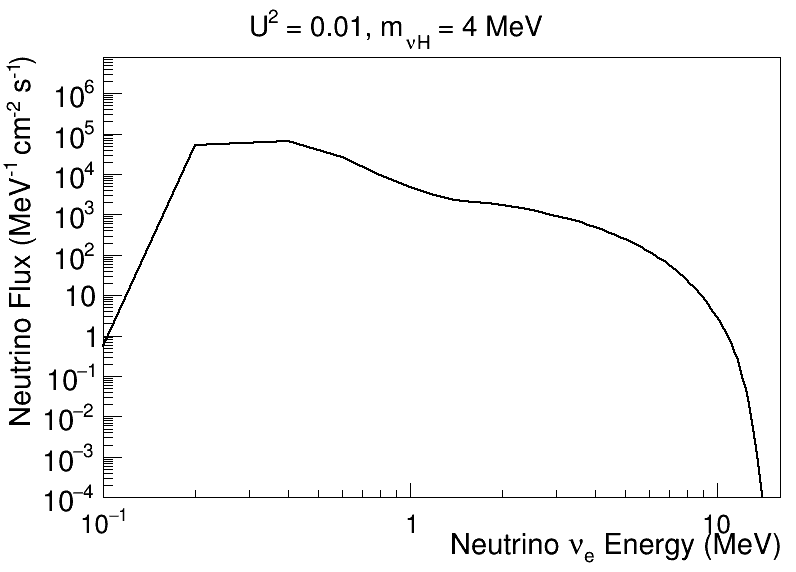 U² = 0.01, m_νH = 4 MeV
Neutrino Flux (MeV⁻¹ cm⁻² s⁻¹)
10⁶
10⁵
10⁴
10³
10²
10
1
10⁻¹
10⁻²
10⁻³
10⁻⁴
10⁻¹ 1 10
Neutrino νₑ Energy (MeV)